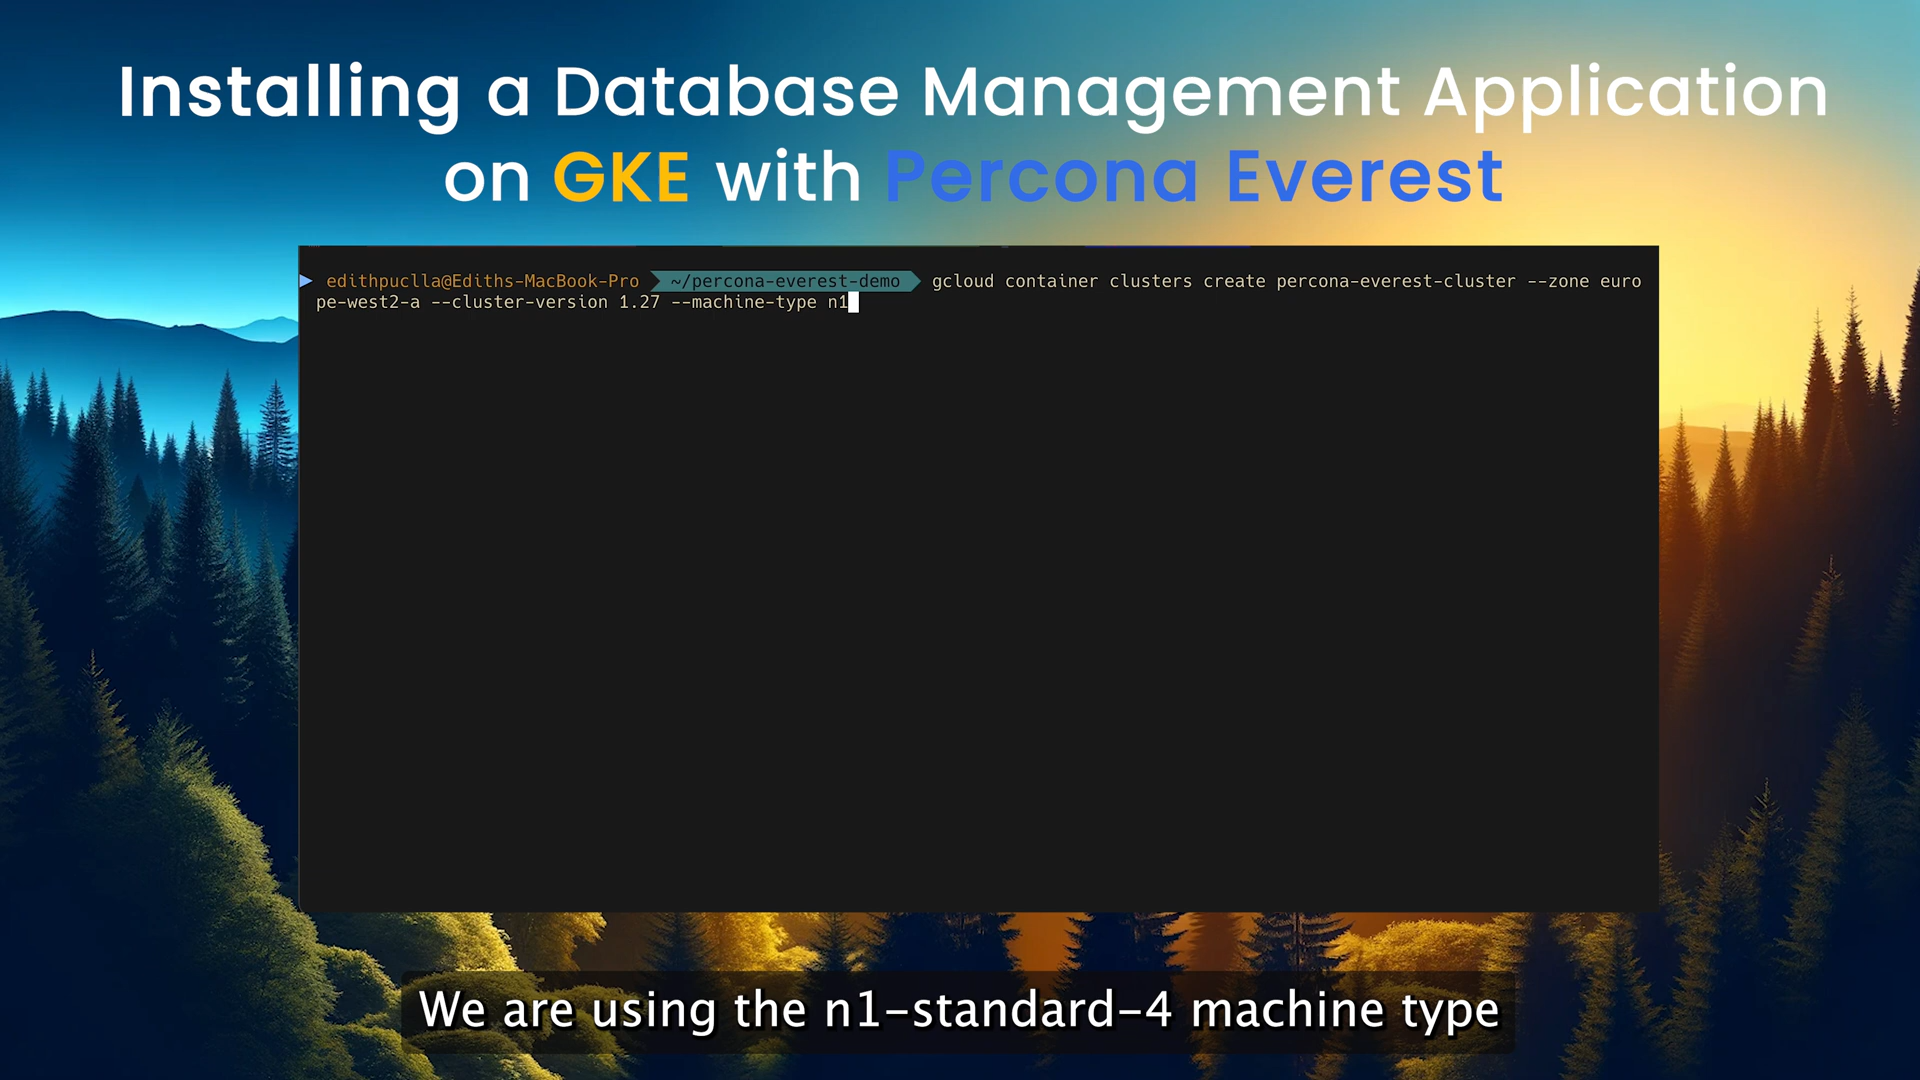 Installing a Database Management Application
on GKE with Percona Everest
edithpuclla@Ediths-MacBook-Pro ~/percona-everest-demo gcloud container clusters create percona-everest-cluster --zone euro
pe-west2-a --cluster-version 1.27 --machine-type n1
We are using the n1-standard-4 machine type